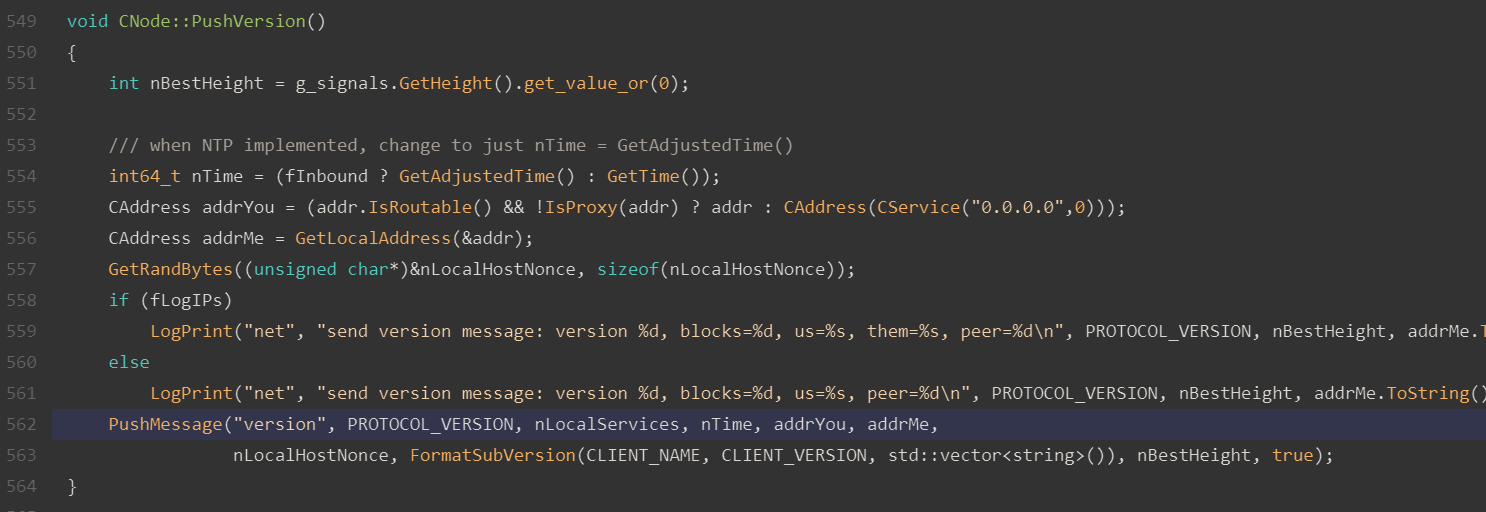 549 void CNode::PushVersion()
550 {
551 int nBestHeight = g_signals.GetHeight().get_value_or(0);
552
553 /// when NTP implemented, change to just nTime = GetAdjustedTime()
554 int64_t nTime = (fInbound ? GetAdjustedTime() : GetTime());
555 CAddress addrYou = (addr.IsRoutable() && !IsProxy(addr) ? addr : CAddress(CService("0.0.0.0",0)));
556 CAddress addrMe = GetLocalAddress(&addr);
557 GetRandBytes((unsigned char*)&nLocalHostNonce, sizeof(nLocalHostNonce));
558 if (fLogIPs)
559 LogPrint("net", "send version message: version %d, blocks=%d, us=%s, them=%s, peer=%d\n", PROTOCOL_VERSION, nBestHeight, addrMe.
560 else
561 LogPrint("net", "send version message: version %d, blocks=%d, us=%s, peer=%d\n", PROTOCOL_VERSION, nBestHeight, addrMe.ToString()
562 PushMessage("version", PROTOCOL_VERSION, nLocalServices, nTime, addrYou, addrMe,
563 nLocalHostNonce, FormatSubVersion(CLIENT_NAME, CLIENT_VERSION, std::vector<string>()), nBestHeight, true);
564 }